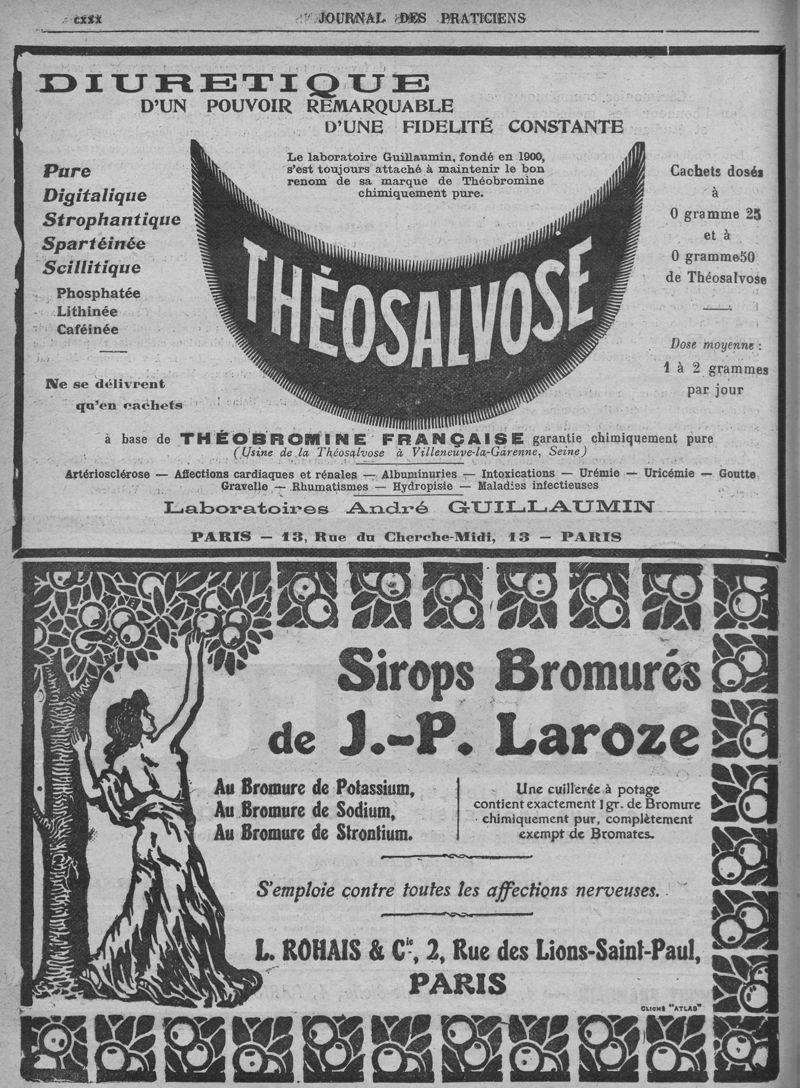 CXXX
JOURNAL DES PRATICIENS
DIURETIQUE
D'UN POUVOIR REMARQUABLE
D'UNE FIDELITÉ CONSTANTE
Le laboratoire Guillaumin, fondé en 1900,
s'est toujours attaché à maintenir le bon
renom de sa marque de Théobromine
chimiquement pure.
Pure
Digitalique
Strophantique
Spartéinée
Scillitique
Phosphatée
Lithinée
Caféinée
Ne se délivrent
qu'en cachets
THÉOSALVOSE
Cachets dosés
à
0 gramme 25
et à
0 gramme50
de Théosalvose
Dose moyenne :
1 à 2 grammes
par jour
à base de THÉOBROMINE FRANÇAISE garantie chimiquement pure
(Usine de la Théosalvose à Villeneuve-la-Garenne, Seine)
Artériosclérose — Affections cardiaques et rénales — Albuminuries — Intoxications — Urémie — Uricémie — Goutte
Gravelle — Rhumatismes — Hydropisie — Maladies infectieuses
Laboratoires André GUILLAUMIN
PARIS — 13, Rue du Cherche-Midi, 13 — PARIS
Sirops Bromurés
de J.-P. Laroze
Au Bromure de Potassium,
Au Bromure de Sodium,
Au Bromure de Strontium.
Une cuillerée à potage
contient exactement 1gr. de Bromure
chimiquement pur, complètement
exempt de Bromates.
S'emploie contre toutes les affections nerveuses.
L. ROHAIS & Cie, 2, Rue des Lions-Saint-Paul,
PARIS
CLICHÉ "ATLAS"